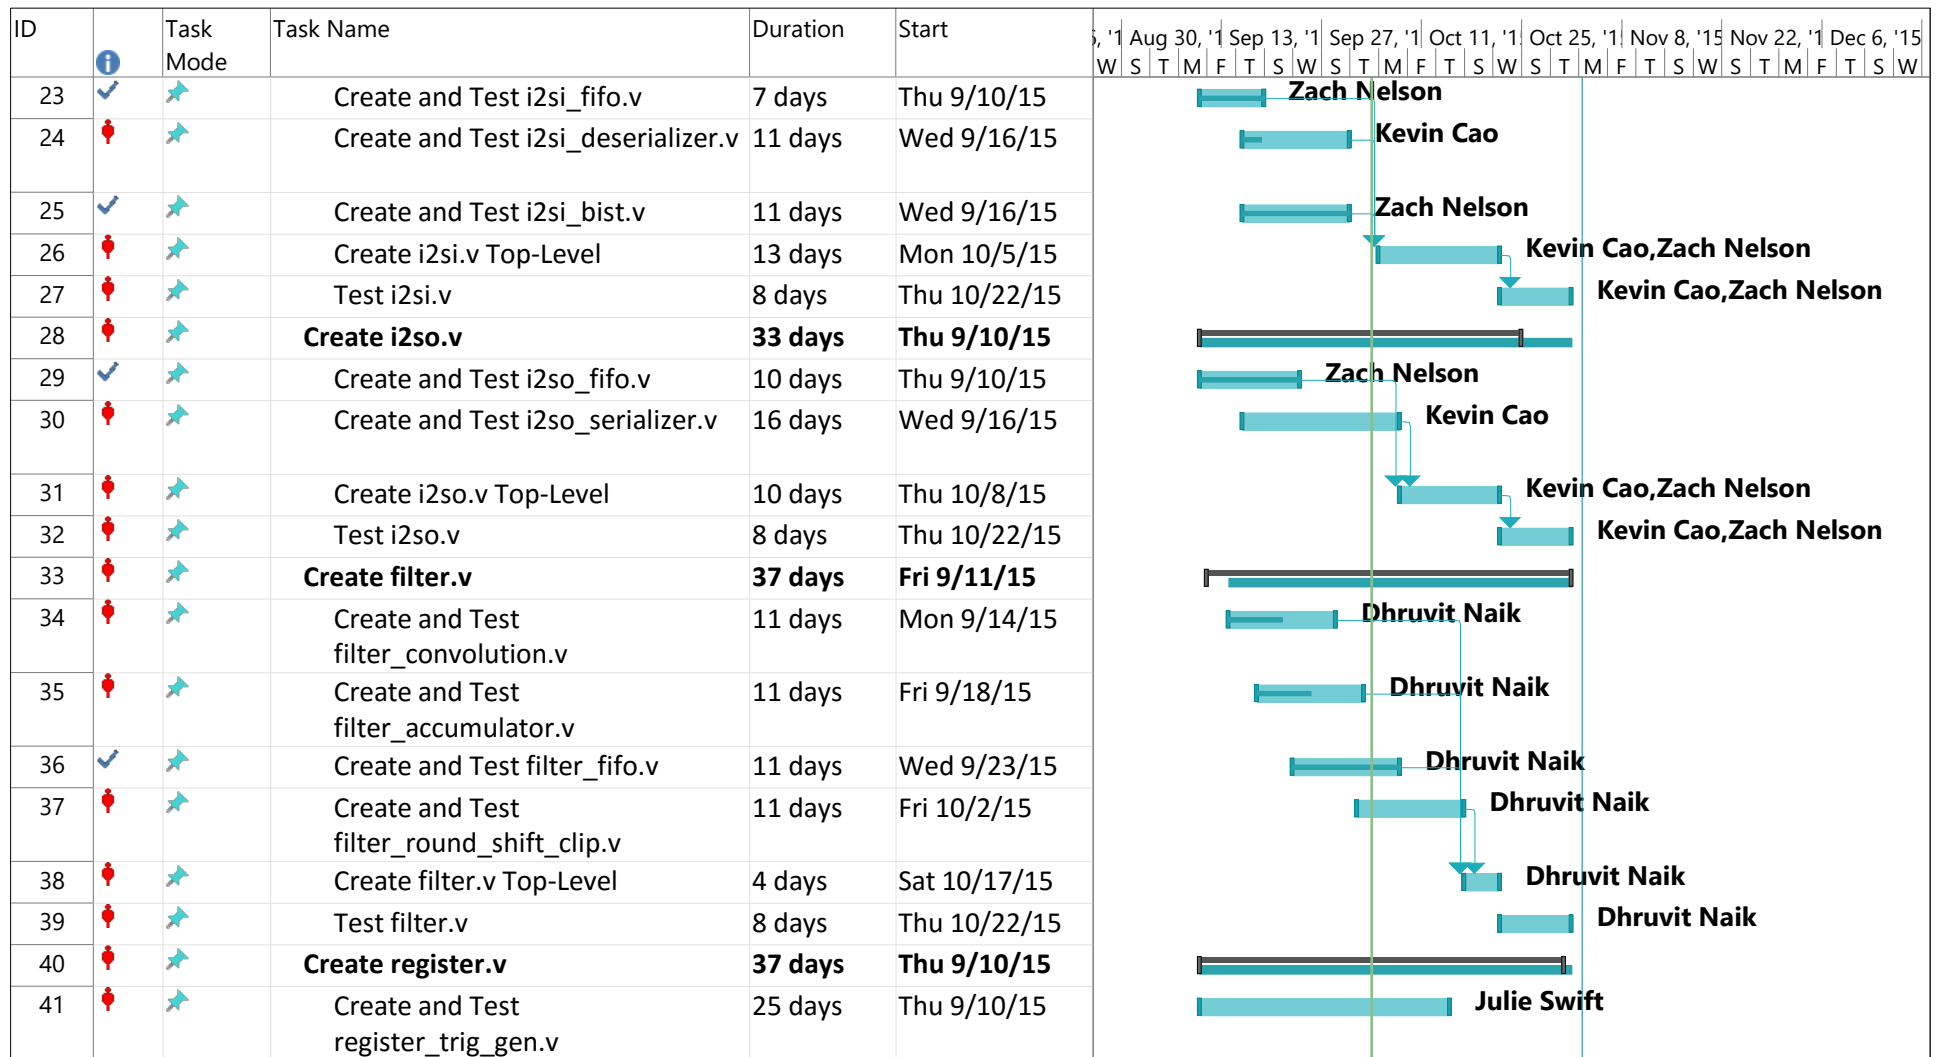 ID Task Mode Task Name Duration Start
5, '1 Aug 30, '1 Sep 13, '1 Sep 27, '1 Oct 11, '1 Oct 25, '1 Nov 8, '15 Nov 22, '1 Dec 6, '15
W S T M F T S W S T M F T S W S T M F T S W S T M F T S W
23 Create and Test i2si_fifo.v 7 days Thu 9/10/15 Zach Nelson
24 Create and Test i2si_deserializer.v 11 days Wed 9/16/15 Kevin Cao
25 Create and Test i2si_bist.v 11 days Wed 9/16/15 Zach Nelson
26 Create i2si.v Top-Level 13 days Mon 10/5/15 Kevin Cao,Zach Nelson
27 Test i2si.v 8 days Thu 10/22/15 Kevin Cao,Zach Nelson
28 Create i2so.v 33 days Thu 9/10/15
29 Create and Test i2so_fifo.v 10 days Thu 9/10/15 Zach Nelson
30 Create and Test i2so_serializer.v 16 days Wed 9/16/15 Kevin Cao
31 Create i2so.v Top-Level 10 days Thu 10/8/15 Kevin Cao,Zach Nelson
32 Test i2so.v 8 days Thu 10/22/15 Kevin Cao,Zach Nelson
33 Create filter.v 37 days Fri 9/11/15
34 Create and Test 11 days Mon 9/14/15 Dhruvit Naik
filter_convolution.v
35 Create and Test 11 days Fri 9/18/15 Dhruvit Naik
filter_accumulator.v
36 Create and Test filter_fifo.v 11 days Wed 9/23/15 Dhruvit Naik
37 Create and Test 11 days Fri 10/2/15 Dhruvit Naik
filter_round_shift_clip.v
38 Create filter.v Top-Level 4 days Sat 10/17/15 Dhruvit Naik
39 Test filter.v 8 days Thu 10/22/15 Dhruvit Naik
40 Create register.v 37 days Thu 9/10/15
41 Create and Test 25 days Thu 9/10/15 Julie Swift
register_trig_gen.v